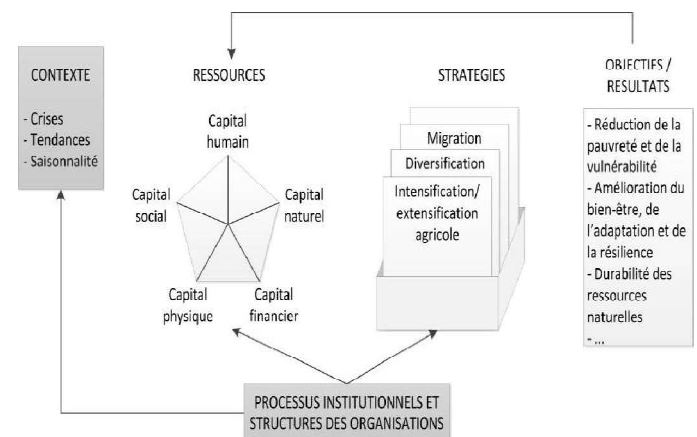 CONTEXTE
- Crises
- Tendances
- Saisonnalité
RESSOURCES
Capital
humain
Capital
social
Capital
naturel
Capital
physique
Capital
financier
STRATEGIES
Migration
Diversification
Intensification/
extensification
agricole
OBJECTIFS /
RESULTATS
- Réduction de la
pauvreté et de la
vulnérabilité
- Amélioration du
bien-être, de
l'adaptation et de
la résilience
- Durabilité des
ressources
naturelles
- ...
PROCESSUS INSTITUTIONNELS ET
STRUCTURES DES ORGANISATIONS